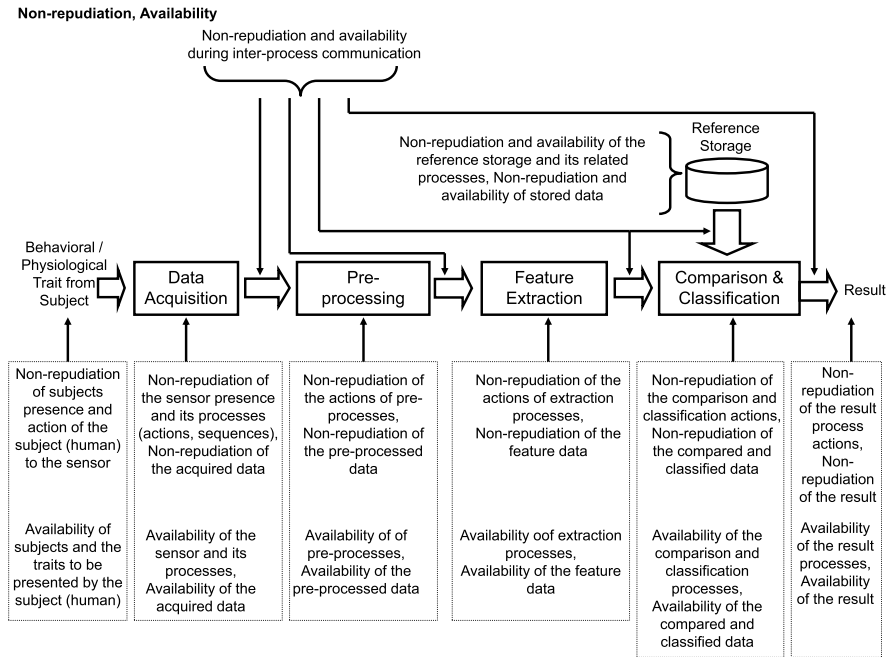 Non-repudiation, Availability
Non-repudiation and availability
during inter-process communication
Non-repudiation and availability of the
reference storage and its related
processes, Non-repudiation and
availability of stored data
Reference
Storage
Behavioral /
Physiological
Trait from
Subject
Data
Acquisition
Pre-
processing
Feature
Extraction
Comparison &
Classification
Result
Non-repudiation
of subjects
presence and
action of the
subject (human)
to the sensor
Availability of
subjects and the
traits to be
presented by the
subject (human)
Non-repudiation of
the sensor presence
and its processes
(actions, sequences),
Non-repudiation of
the acquired data
Availability of the
sensor and its
processes,
Availability of the
acquired data
Non-repudiation of
the actions of pre-
processes,
Non-repudiation of
the pre-processed
data
Availability of of
pre-processes,
Availability of the
pre-processed data
Non-repudiation of the
actions of extraction
processes,
Non-repudiation of the
feature data
Availability oof extraction
processes,
Availability of the feature
data
Non-repudiation of
the comparison and
classification actions,
Non-repudiation of
the compared and
classified data
Availability of the
comparison and
classification
processes,
Availability of the
compared and
classified data
Non-
repudiation
of the result
process
actions,
Non-
repudiation
of the result
Availability
of the result
processes,
Availability
of the result